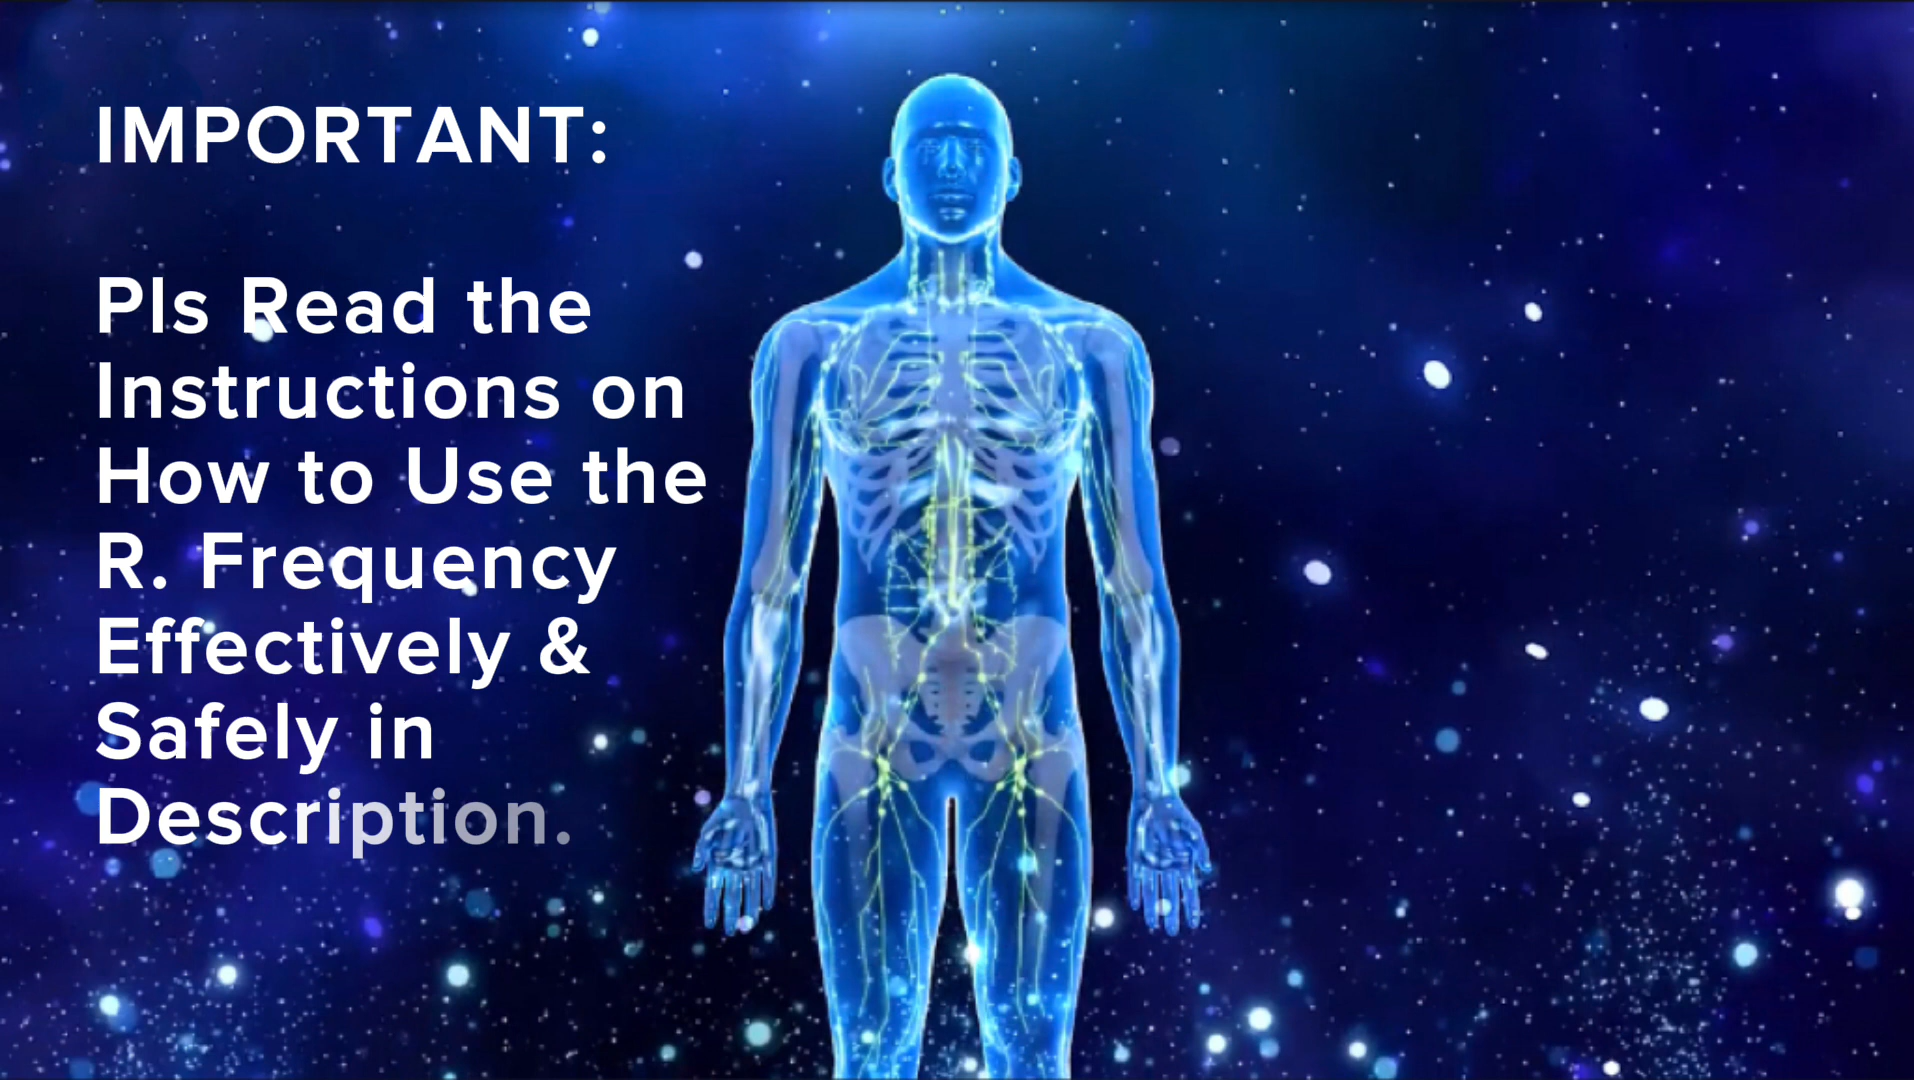 IMPORTANT:
Pls Read the
Instructions on
How to Use the
R. Frequency
Effectively &
Safely in
Description.